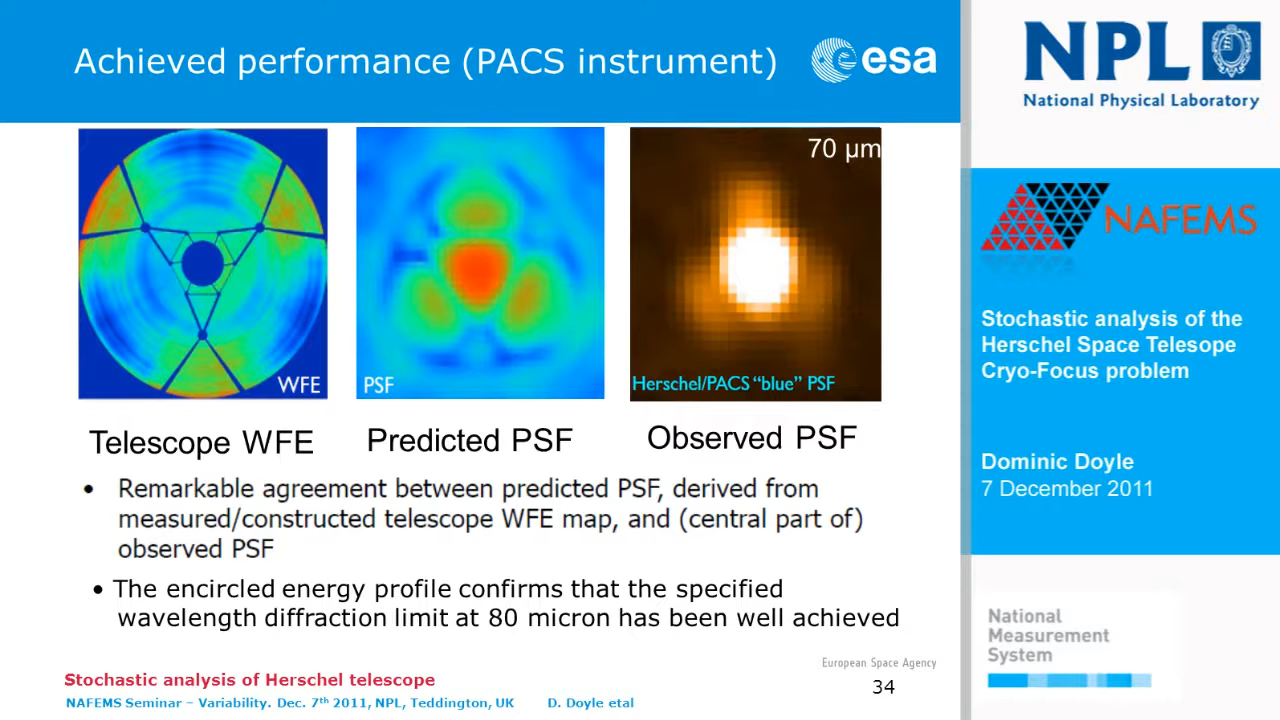 Achieved performance (PACS instrument)
esa
70 µm
WFE
PSF
Herschel/PACS “blue” PSF
Telescope WFE
Predicted PSF
Observed PSF
• Remarkable agreement between predicted PSF, derived from
measured/constructed telescope WFE map, and (central part of)
observed PSF
• The encircled energy profile confirms that the specified
wavelength diffraction limit at 80 micron has been well achieved
European Space Agency
Stochastic analysis of Herschel telescope
34
NAFEMS Seminar – Variability. Dec. 7th 2011, NPL, Teddington, UK D. Doyle etal
NPL
National Physical Laboratory
NAFEMS
Stochastic analysis of the
Herschel Space Telesope
Cryo-Focus problem
Dominic Doyle
7 December 2011
National
Measurement
System